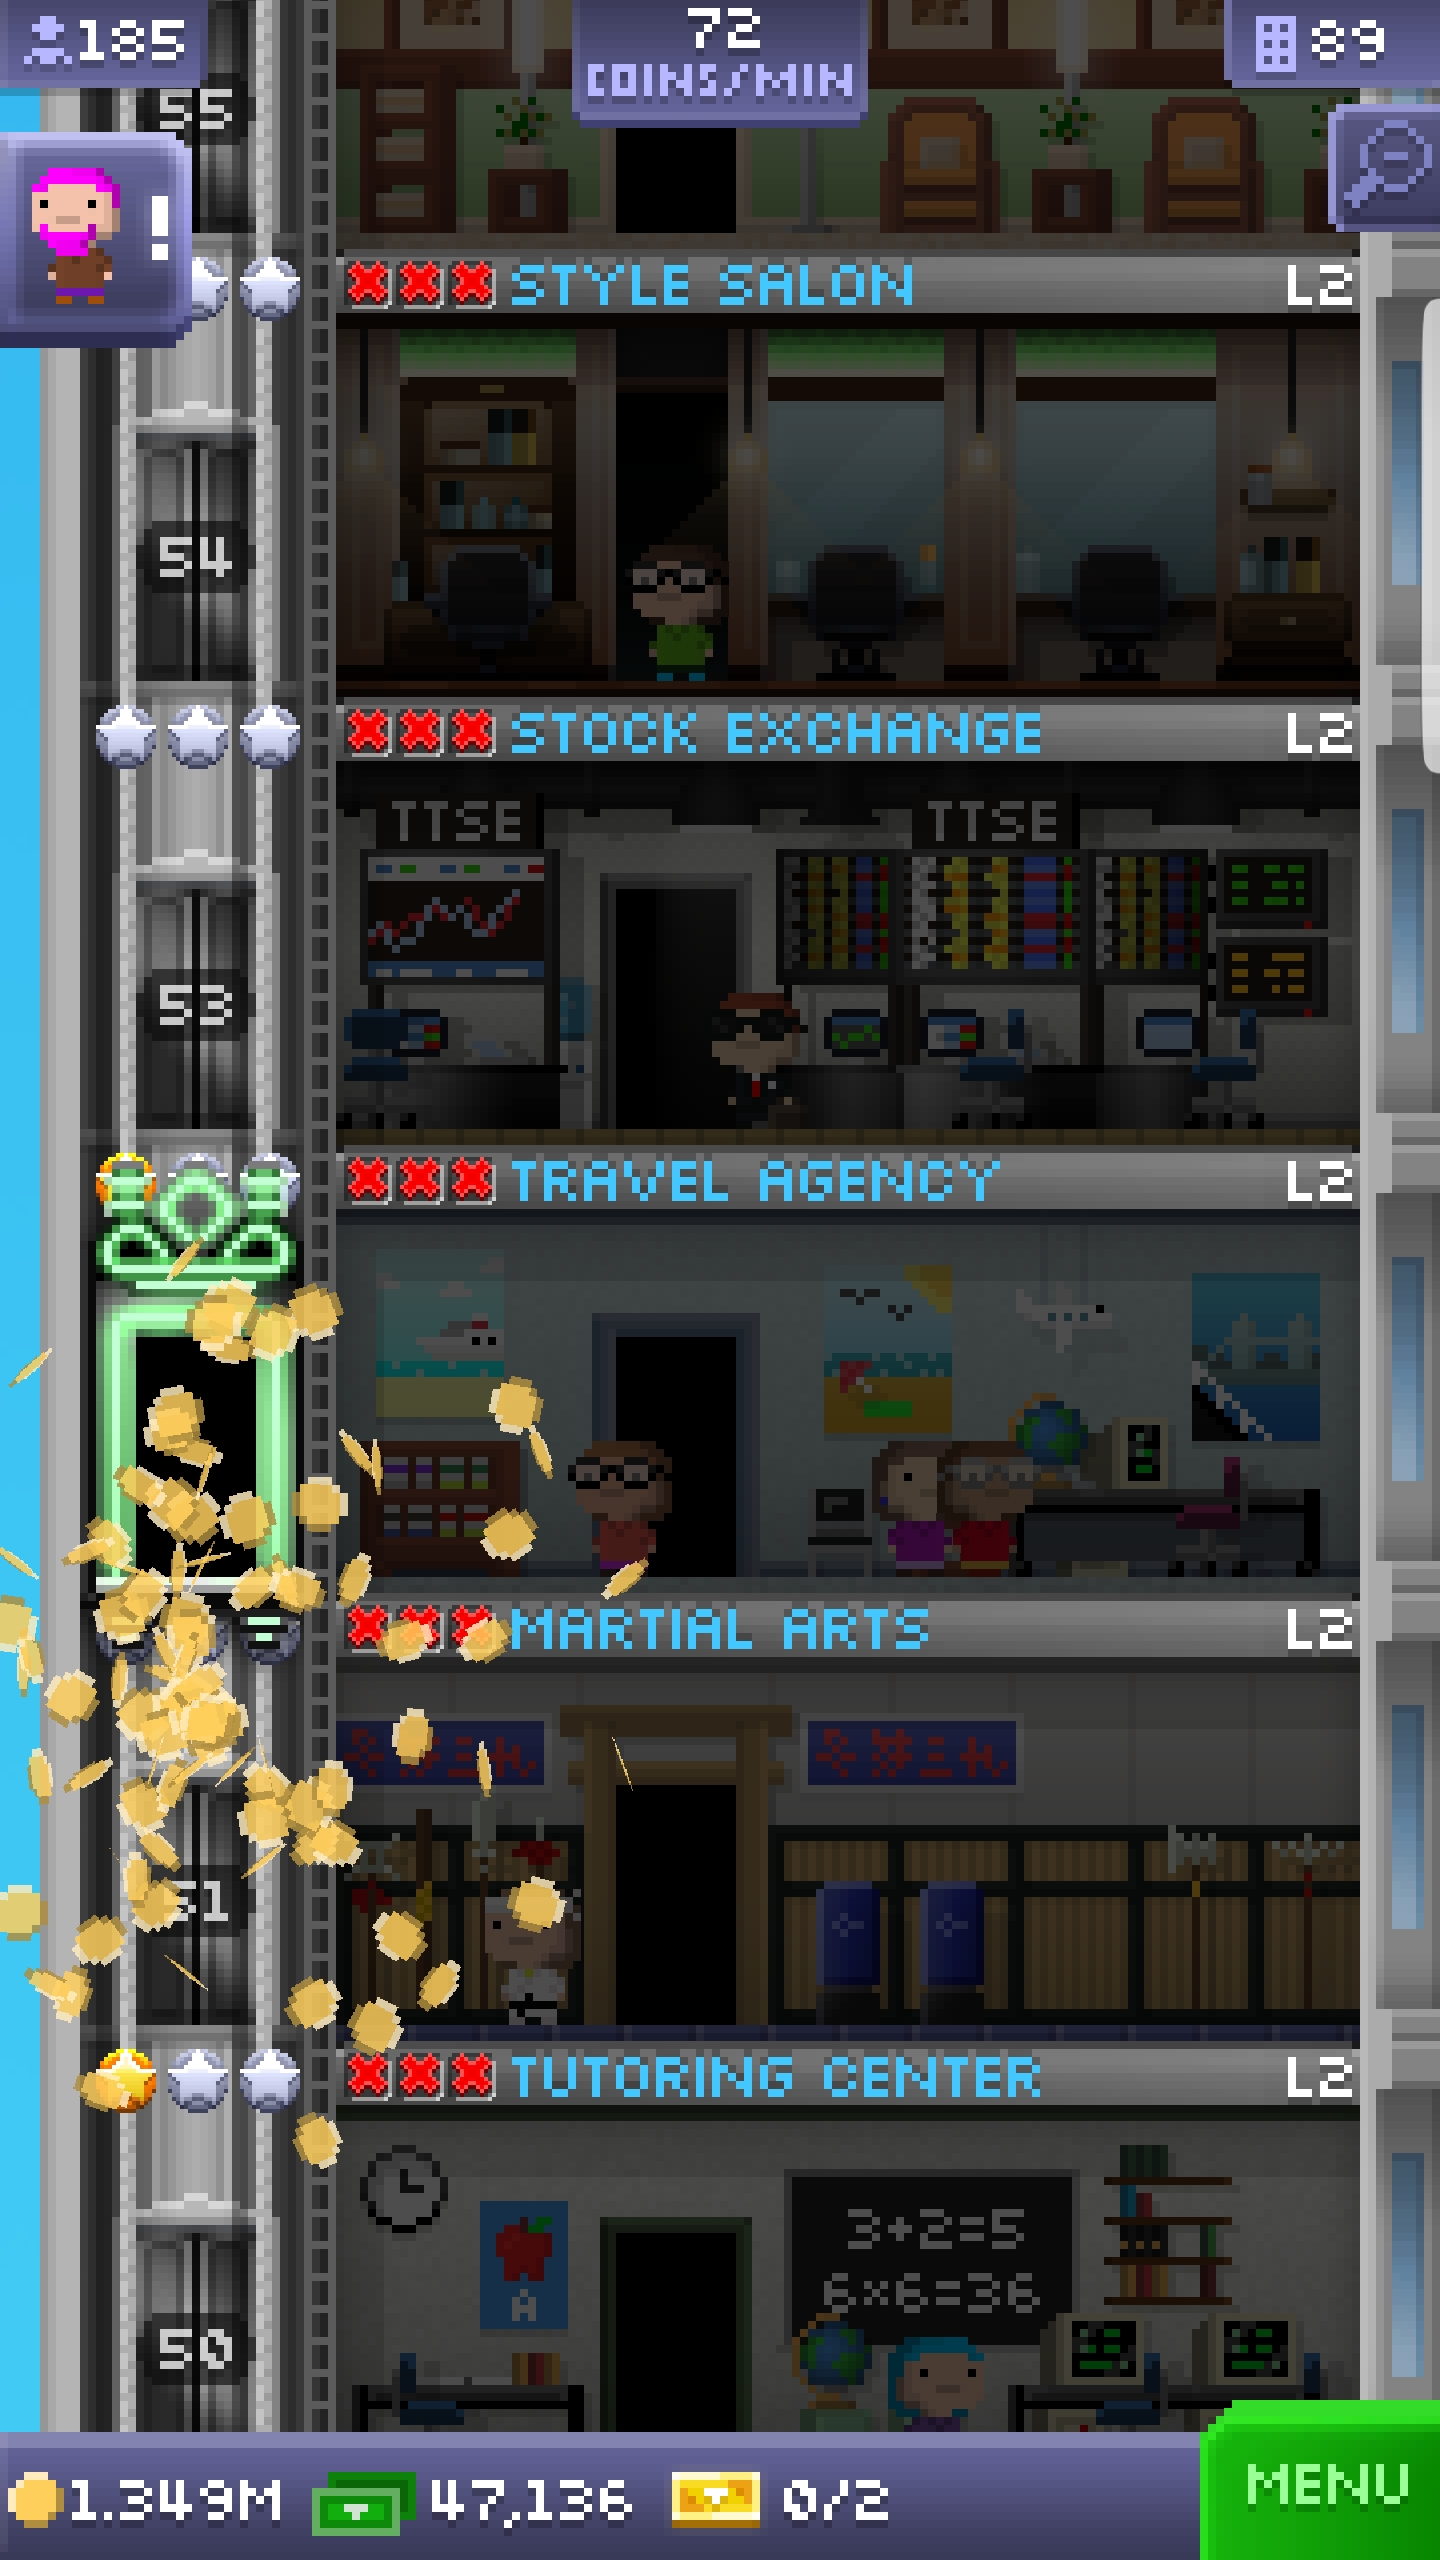 185
72
COINS/MIN
89
55
!
STYLE SALON L2
54
STOCK EXCHANGE L2
TTSE TTSE
53
TRAVEL AGENCY L2
MARTIAL ARTS L2
51
TUTORING CENTER L2
3+2=5
6×6=36
A
50
1.349M 47,136 0/2
MENU